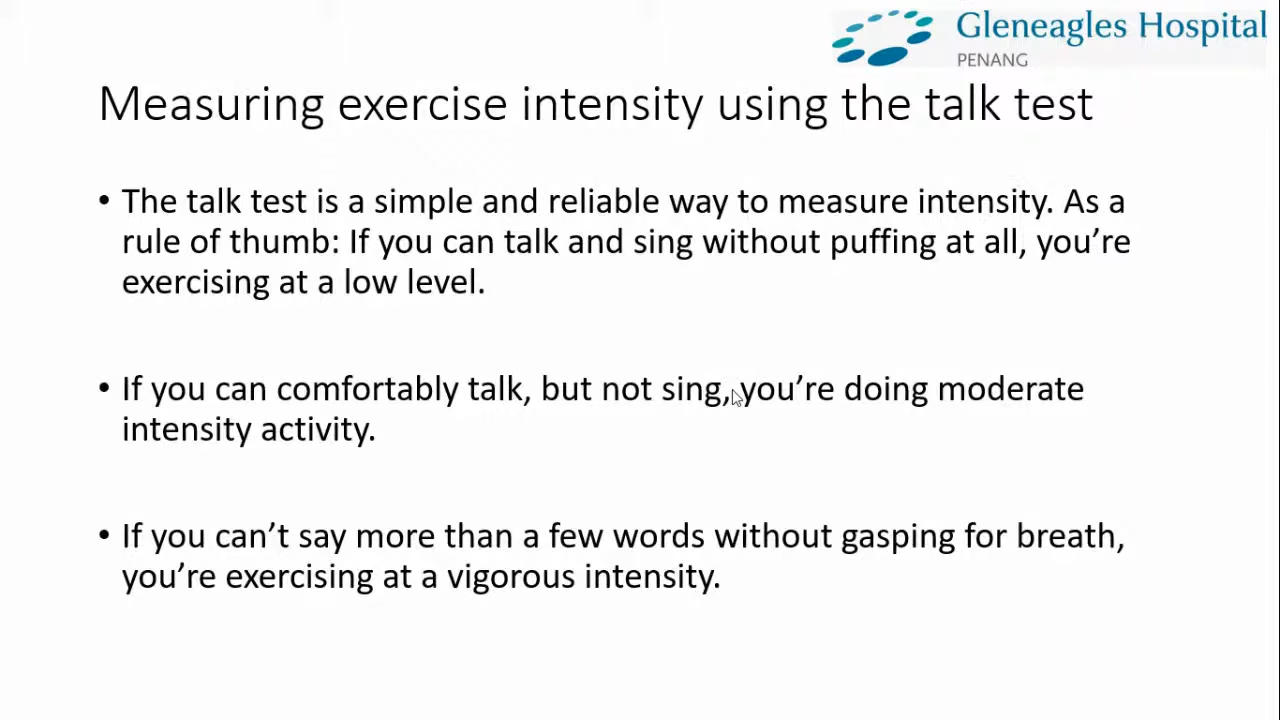 Gleneagles Hospital
PENANG
Measuring exercise intensity using the talk test
• The talk test is a simple and reliable way to measure intensity. As a
rule of thumb: If you can talk and sing without puffing at all, you’re
exercising at a low level.
• If you can comfortably talk, but not sing, you’re doing moderate
intensity activity.
• If you can’t say more than a few words without gasping for breath,
you’re exercising at a vigorous intensity.